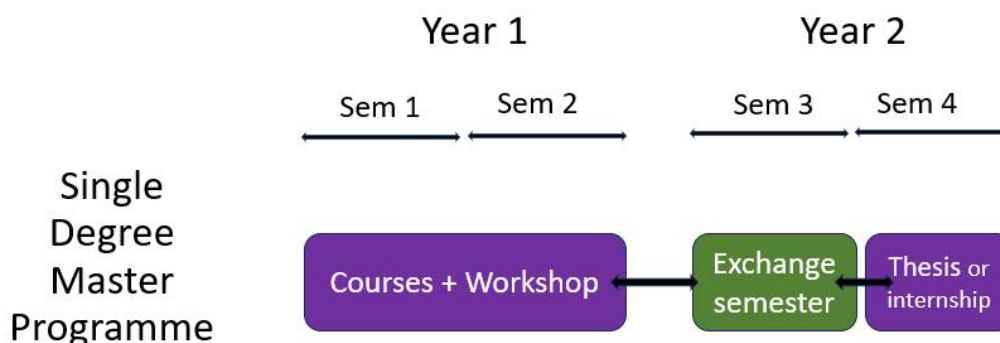 Year 1
Year 2
Sem 1
Sem 2
Sem 3
Sem 4
Single
Degree
Master
Programme
Courses + Workshop
Exchange
semester
Thesis or
internship